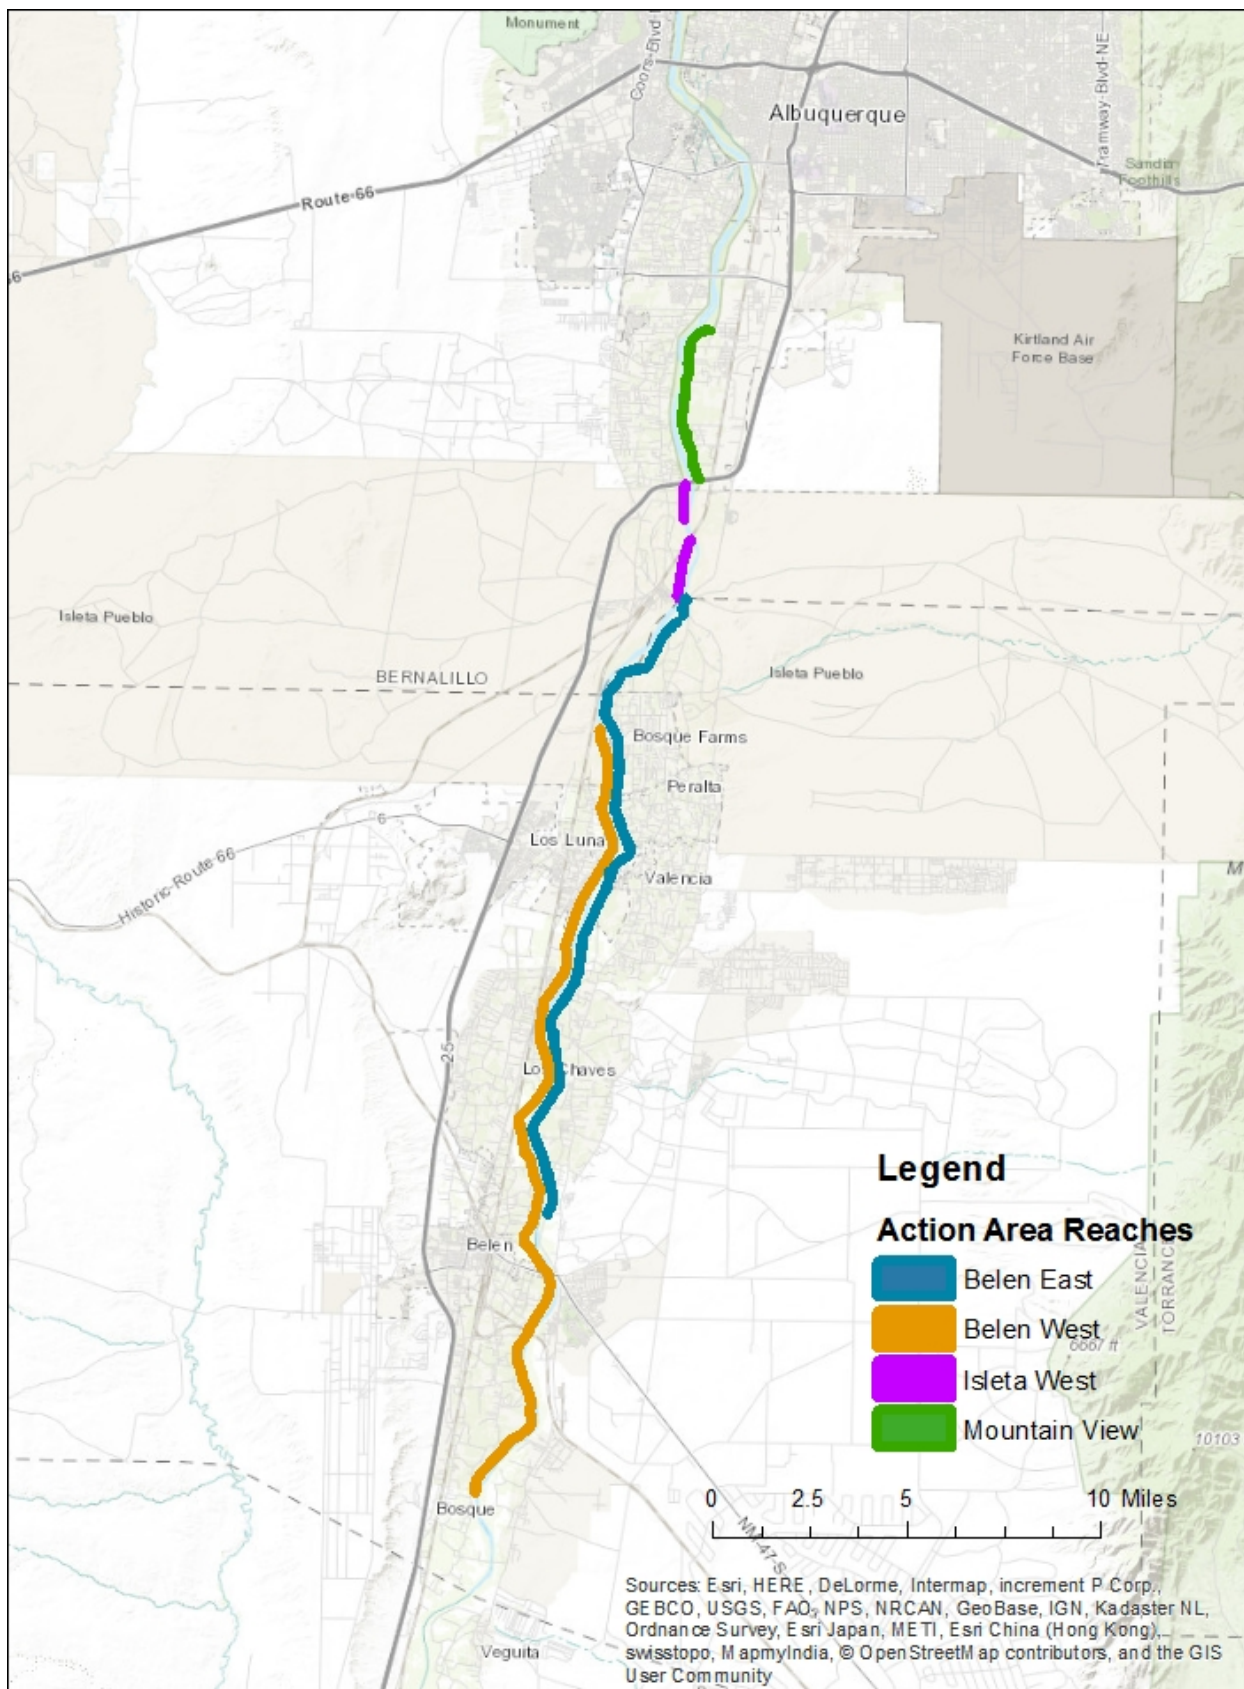 Monument
Coors-Blvd
Albuquerque
Tramway-Blvd-NE
Sandia
Foothills
Route-66
66
Kirtland Air
Force Base
Isleta Pueblo
Isleta Pueblo
BERNALILLO
Bosque Farms
Peralta
6
Los Luna
Historic-Route-66
Valencia
M
25
Los Chaves
Belen
Legend
Action Area Reaches
Belen East
Belen West
Isleta West
Mountain View
VALENCIA
TORRANCE
6667 ft
10103
Bosque
0 2.5 5 10 Miles
NM-47-S
Veguita
Sources: Esri, HERE, DeLorme, Intermap, increment P Corp.,
GEBCO, USGS, FAO, NPS, NRCAN, GeoBase, IGN, Kadaster NL,
Ordnance Survey, Esri Japan, METI, Esri China (Hong Kong),
swisstopo, MapmyIndia, © OpenStreetMap contributors, and the GIS
User Community